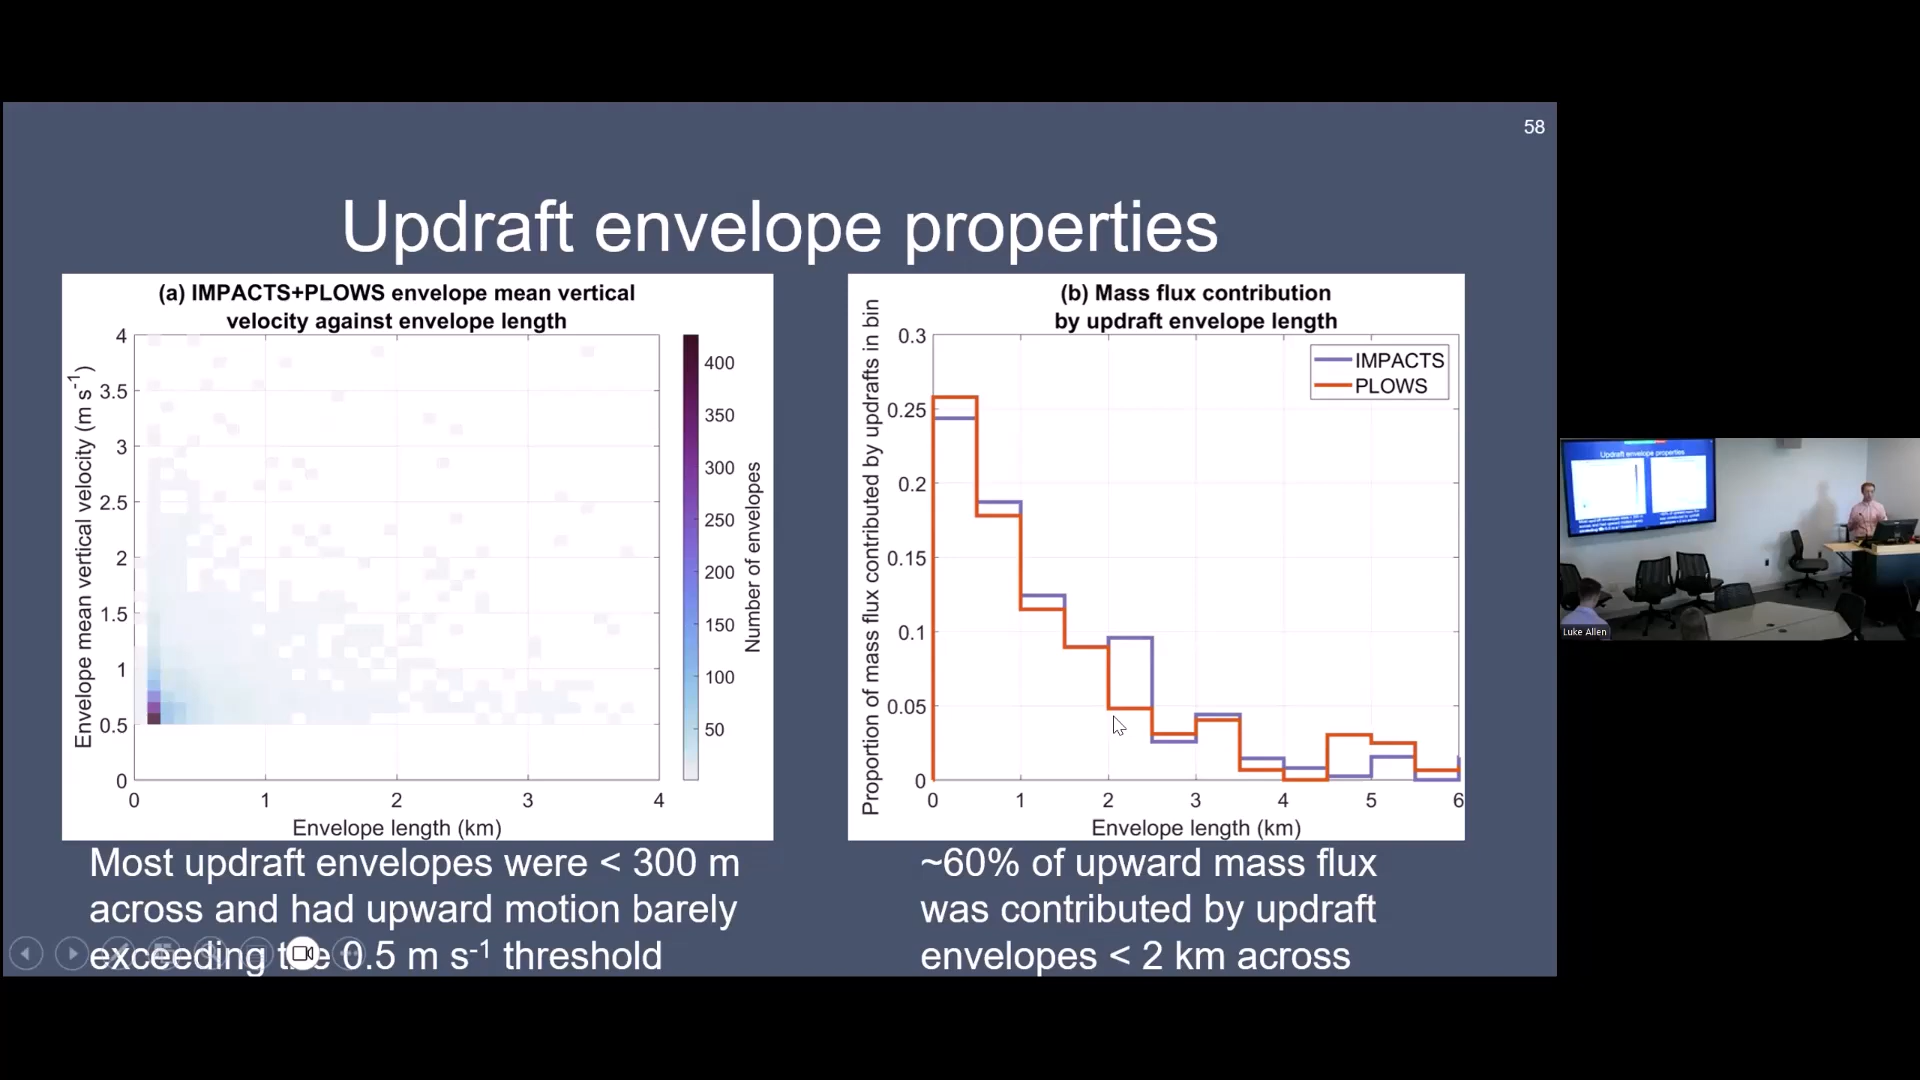 58
Updraft envelope properties
(a) IMPACTS+PLOWS envelope mean vertical
velocity against envelope length
Envelope mean vertical velocity (m s⁻¹)
4
3.5
3
2.5
2
1.5
1
0.5
0
0 1 2 3 4
Envelope length (km)
400
350
300
250
200
150
100
50
Number of envelopes
(b) Mass flux contribution
by updraft envelope length
Proportion of mass flux contributed by updrafts in bin
0.3
0.25
0.2
0.15
0.1
0.05
0
0 1 2 3 4 5 6
Envelope length (km)
IMPACTS
PLOWS
Most updraft envelopes were < 300 m
across and had upward motion barely
exceeding the 0.5 m s⁻¹ threshold
~60% of upward mass flux
was contributed by updraft
envelopes < 2 km across
Updraft envelope properties
Luke Allen